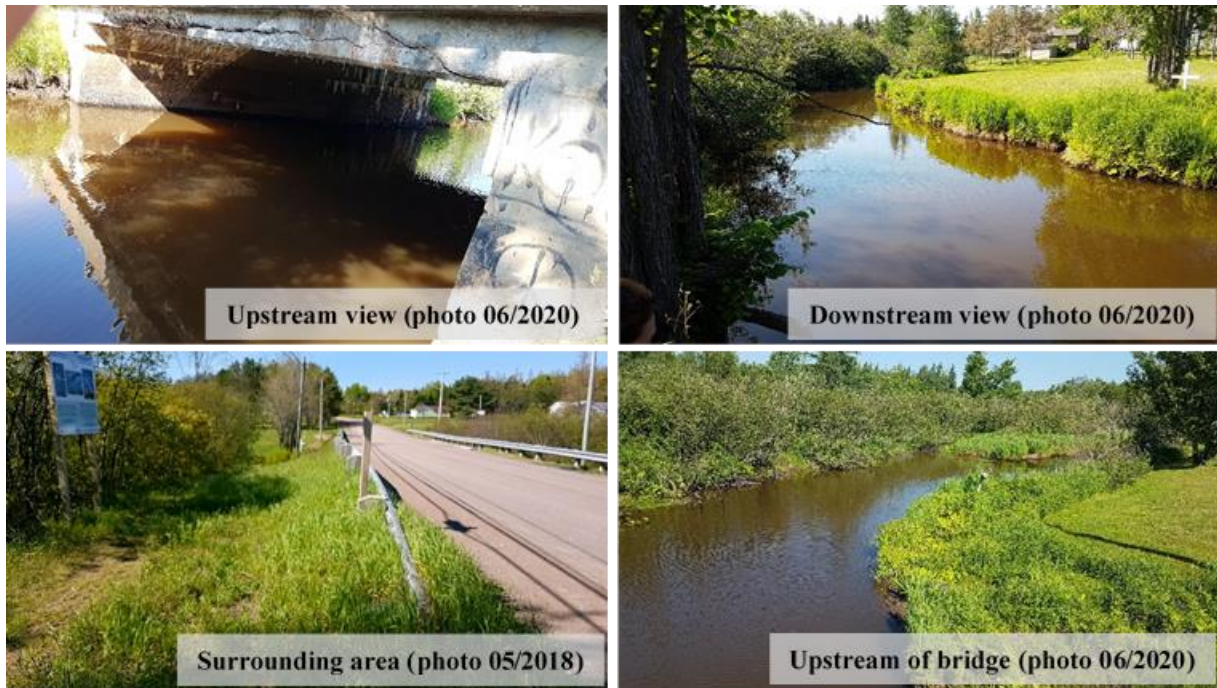 Upstream view (photo 06/2020)
Downstream view (photo 06/2020)
Surrounding area (photo 05/2018)
Upstream of bridge (photo 06/2020)